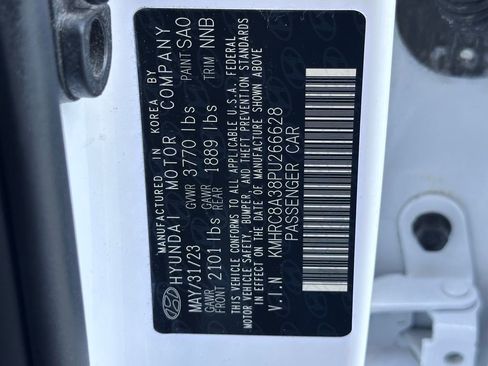 MANUFACTURED IN KOREA BY
HYUNDAI MOTOR COMPANY
MAY/31/23 GVWR 3770 lbs PAINT SAO
GAWR FRONT 2101 lbs GAWR REAR 1889 lbs TRIM NNB
THIS VEHICLE CONFORMS TO ALL APPLICABLE U.S.A. FEDERAL
MOTOR VEHICLE SAFETY, BUMPER, AND THEFT PREVENTION STANDARDS
IN EFFECT ON THE DATE OF MANUFACTURE SHOWN ABOVE
V.I.N KMHRC8A38PU266628
PASSENGER CAR